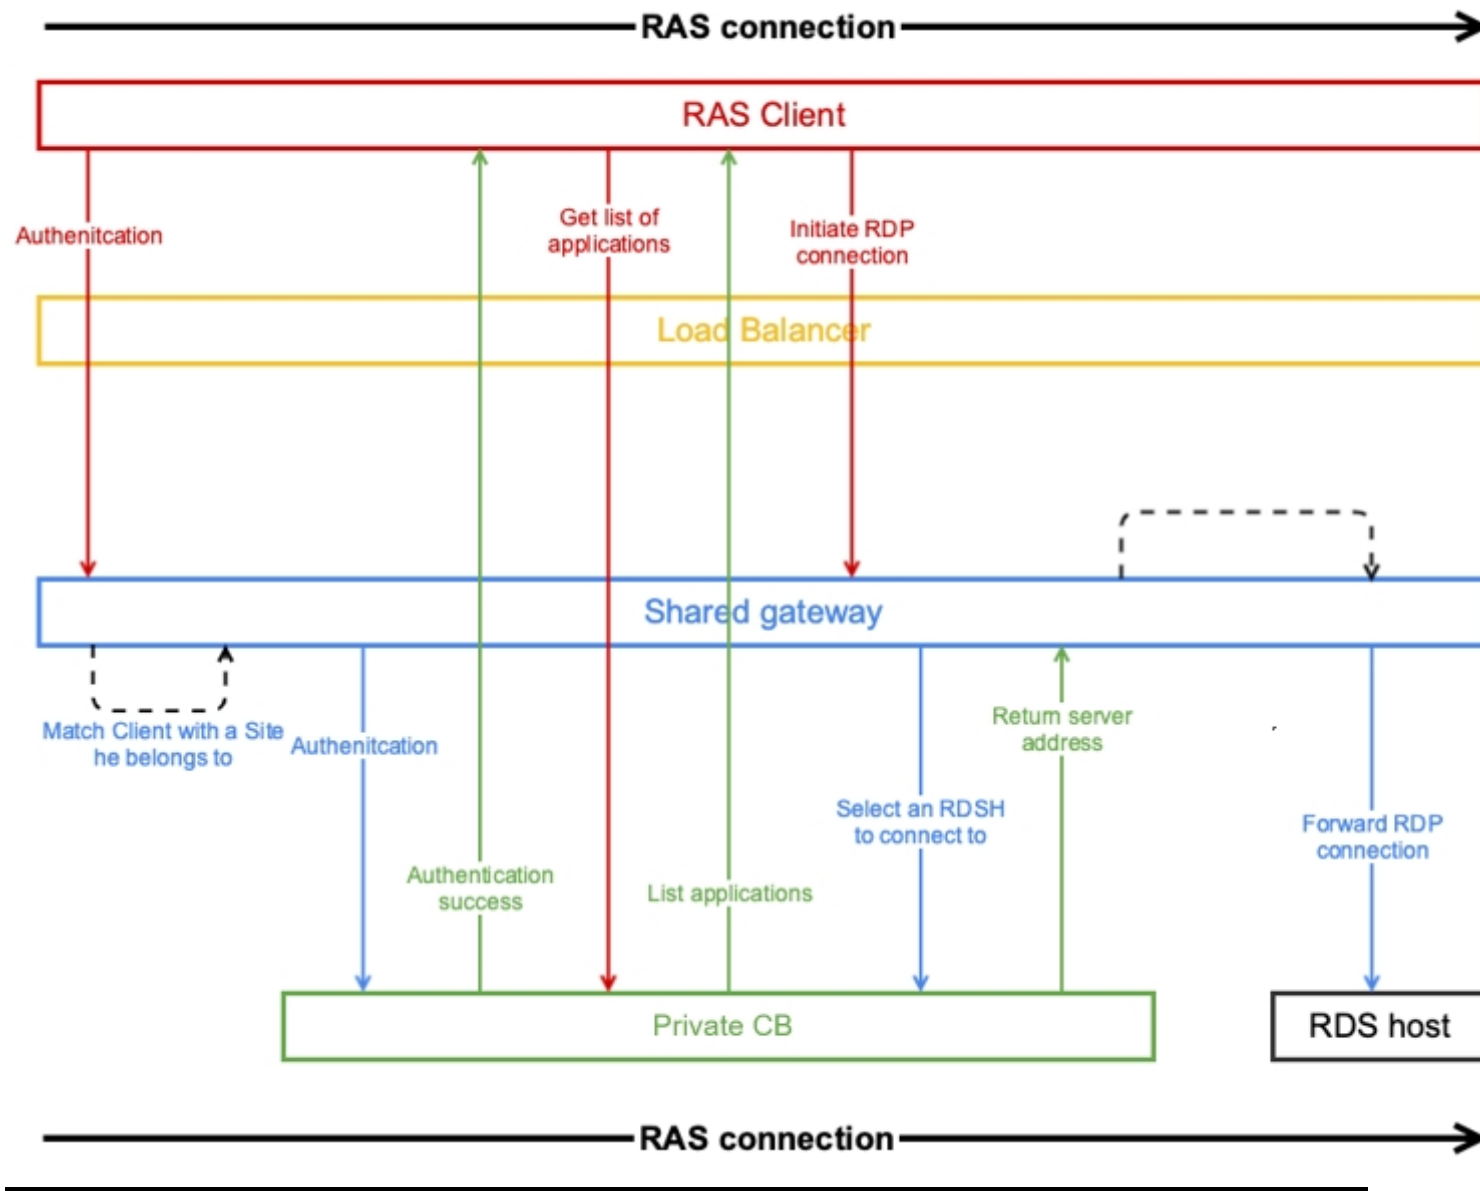 RAS connection
RAS Client
Authenitcation
Get list of
applications
Initiate RDP
connection
Load Balancer
Shared gateway
Match Client with a Site
he belongs to
Authenitcation
Authentication
success
List applications
Select an RDSH
to connect to
Return server
address
Forward RDP
connection
Private CB
RDS host
RAS connection